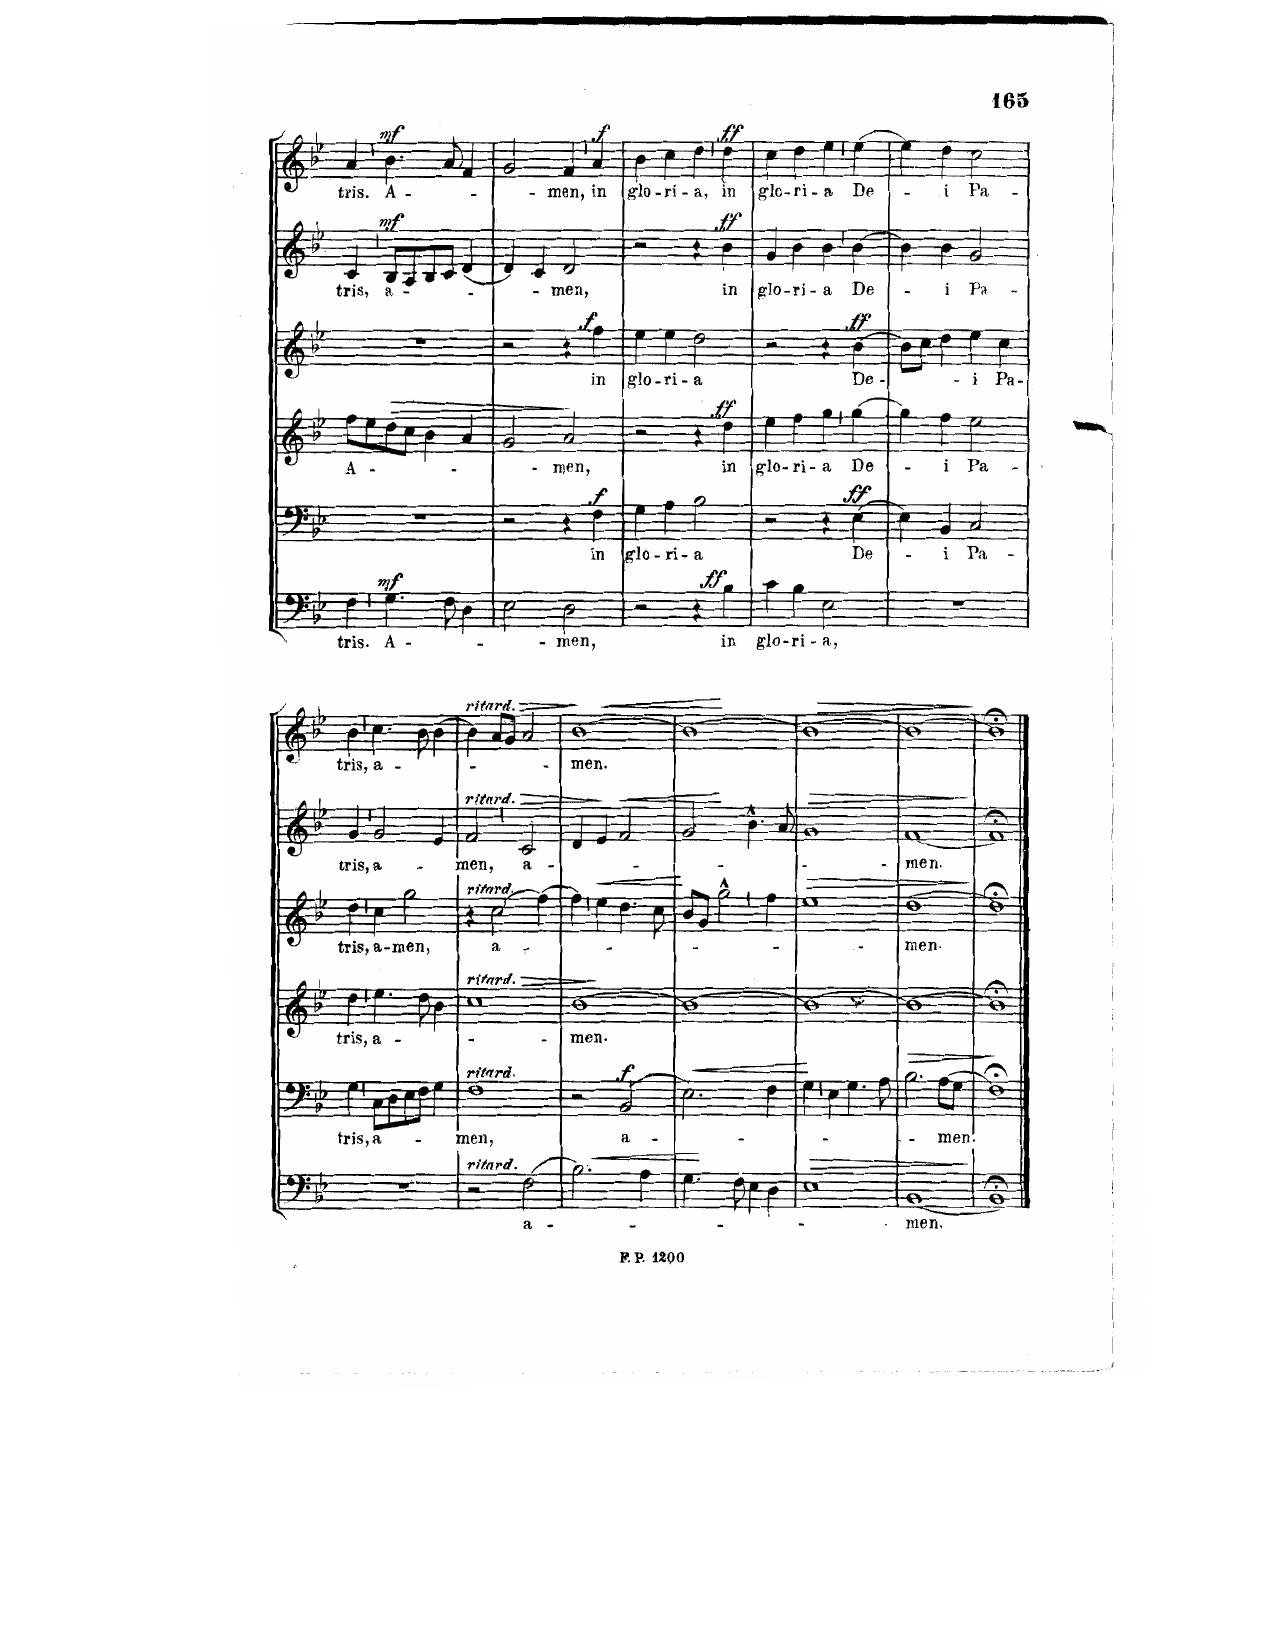 165
mf f ff
tris. A - - - men, in glo-ri-a, in glo-ri-a De - i Pa -
mf ff
tris, a - - - men, in glo-ri-a De - i Pa -
f ff
in glo-ri-a De - - i Pa-
ff
A - - - men, in glo-ri-a De - i Pa -
f ff
in glo-ri-a De - i Pa -
mf ff
tris. A - - - men, in glo-ri-a,
ritard.
tris, a - - - men.
ritard.
tris, a - men, a - - - - - men.
ritard.
tris, a-men, a - - - - - men.
ritard.
tris, a - - - men.
ritard. f
tris, a - men, a - - - - men.
ritard.
a - - - - men.
F. P. 1200